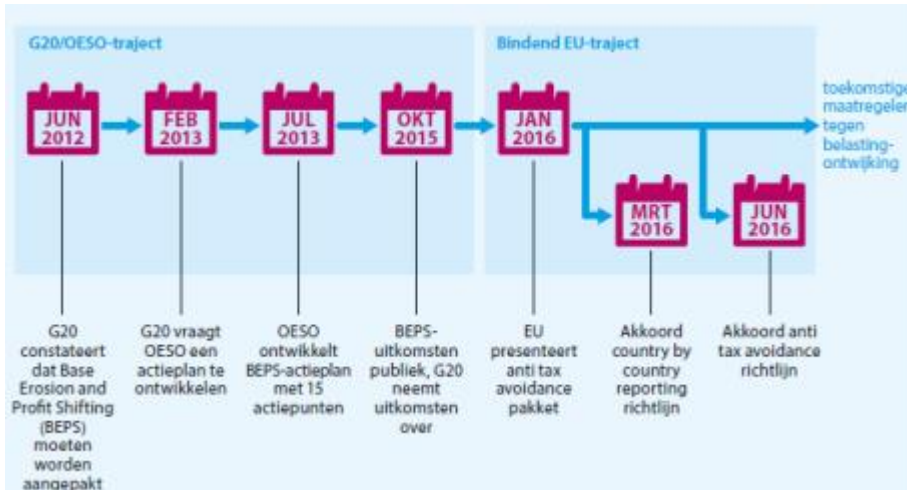 G20/OESO-traject
Bindend EU-traject
JUN
2012
FEB
2013
JUL
2013
OKT
2015
JAN
2016
toekomstige
maatregelen
tegen
belasting-
ontwijking
MRT
2016
JUN
2016
G20
constateert
dat Base
Erosion and
Profit Shifting
(BEPS)
moeten
worden
aangepakt
G20 vraagt
OESO een
actieplan te
ontwikkelen
OESO
ontwikkelt
BEPS-actieplan
met 15
actiepunten
BEPS-
uitkomsten
publiek, G20
neemt
uitkomsten
over
EU
presenteert
anti tax
avoidance
pakket
Akkoord
country by
country
reporting
richtlijn
Akkoord anti
tax avoidance
richtlijn